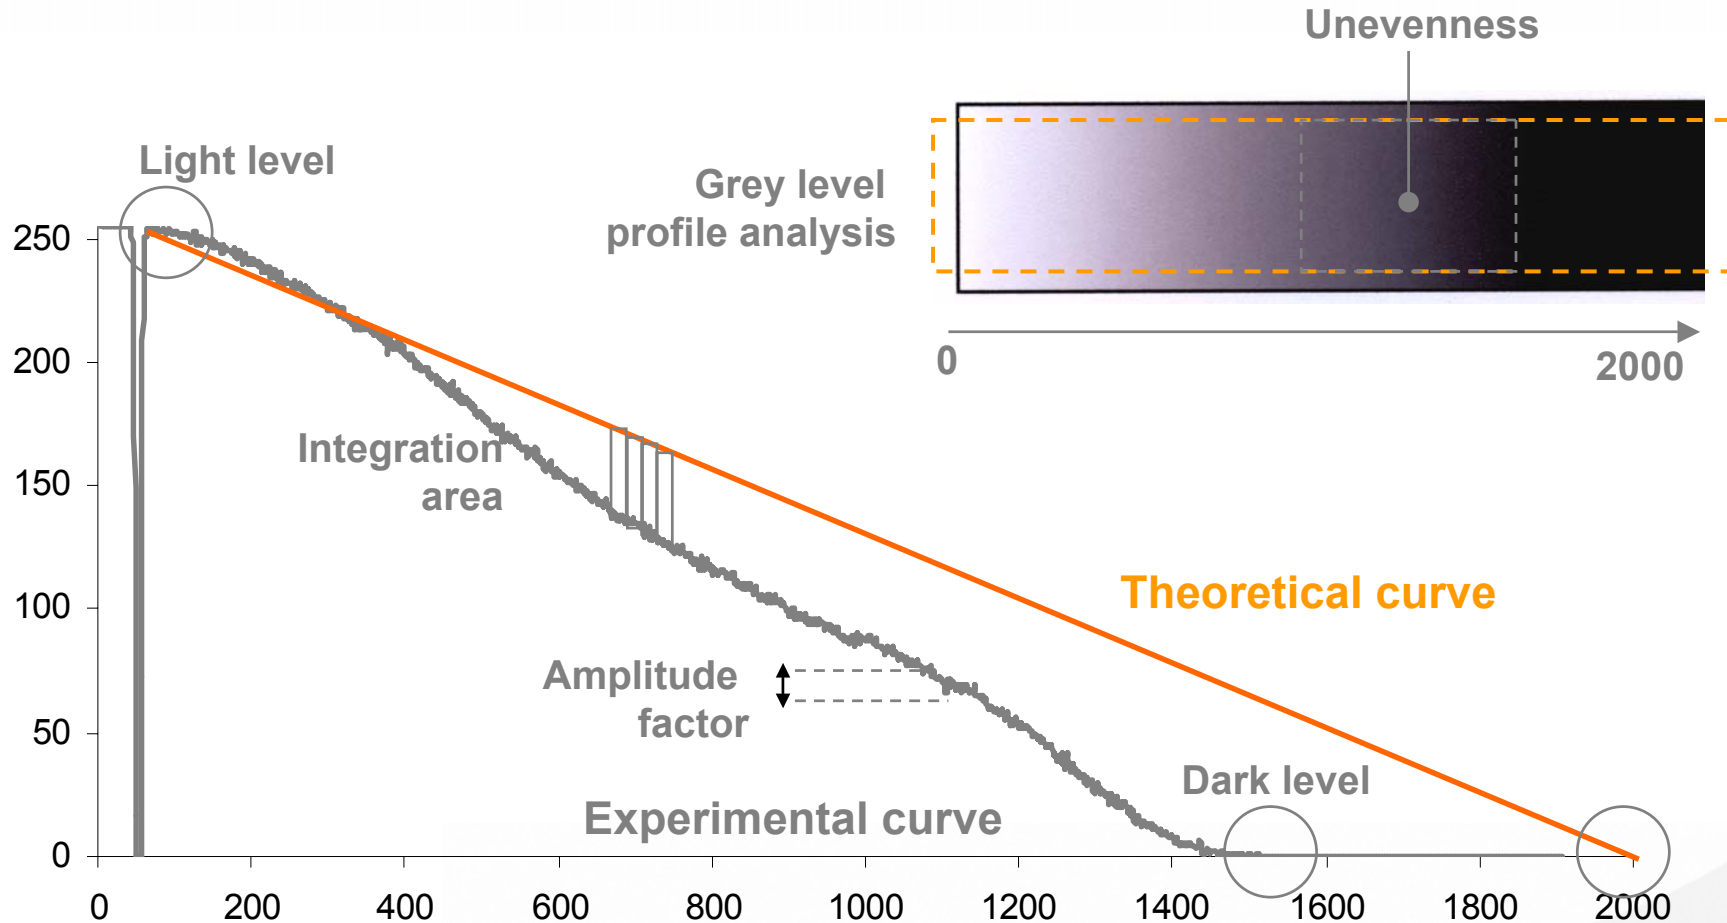 Unevenness
Light level
Grey level
profile analysis
0
2000
250
200
150
100
50
0
Integration
area
Theoretical curve
Amplitude
factor
Dark level
Experimental curve
0 200 400 600 800 1000 1200 1400 1600 1800 2000